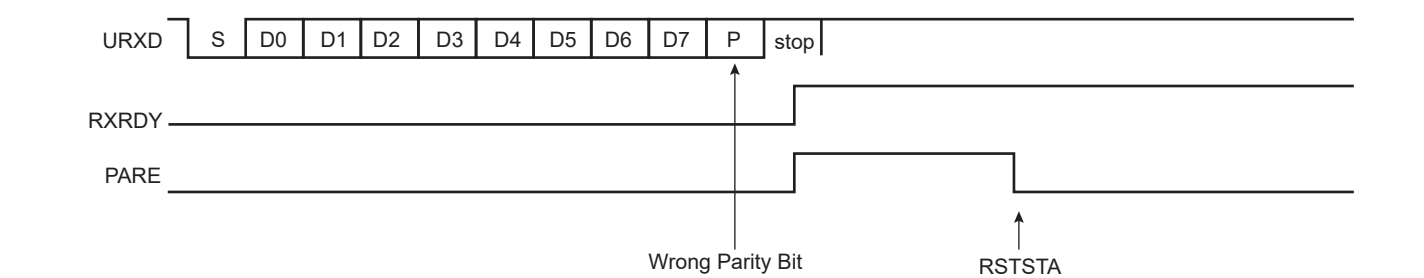 URXD S D0 D1 D2 D3 D4 D5 D6 D7 P stop
RXRDY
PARE
Wrong Parity Bit RSTSTA